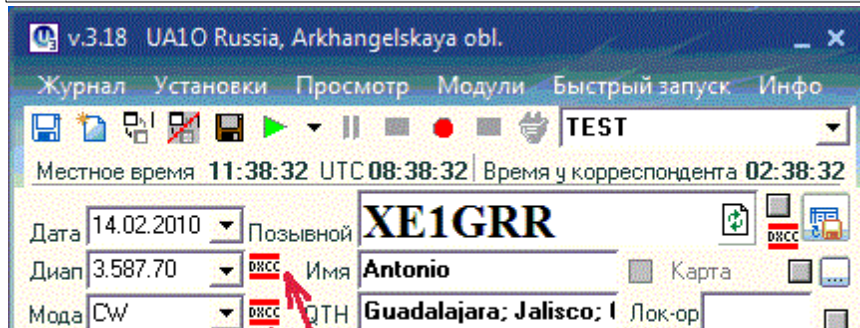 v.3.18 UA1O Russia, Arkhangelskaya obl.
Журнал Установки Просмотр Модули Быстрый запуск Инфо
TEST
Местное время 11:38:32 UTC 08:38:32 Время у корреспондента 02:38:32
Дата 14.02.2010 Позывной XE1GRR DXCC
Диап 3.587.70 DXCC Имя Antonio Карта ...
Мода CW DXCC QTH Guadalajara; Jalisco; Лок-ор